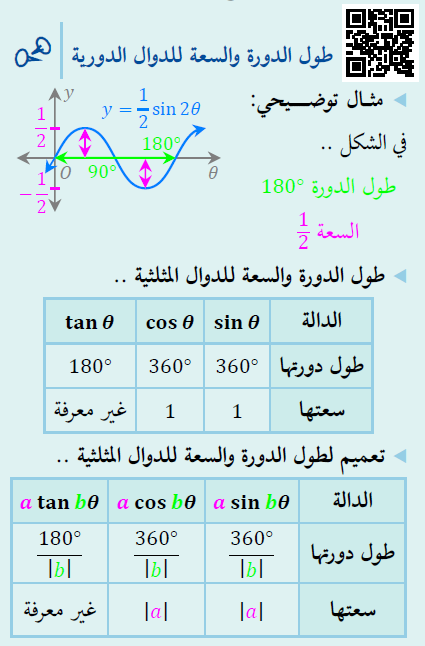 طول الدورة والسعة للدوال الدورية
مثـال توضـــيحي:
في الشكل ..
طول الدورة 180°
السعة 1/2
y
y = 1/2 sin 2θ
1/2
180°
O
90°
θ
−1/2
طول الدورة والسعة للدوال المثلثية ..
الدالة sin θ cos θ tan θ
طول دورتها 360° 360° 180°
سعتها 1 1 غير معرفة
تعميم لطول الدورة والسعة للدوال المثلثية ..
الدالة a sin bθ a cos bθ a tan bθ
طول دورتها 360°/|b| 360°/|b| 180°/|b|
سعتها |a| |a| غير معرفة